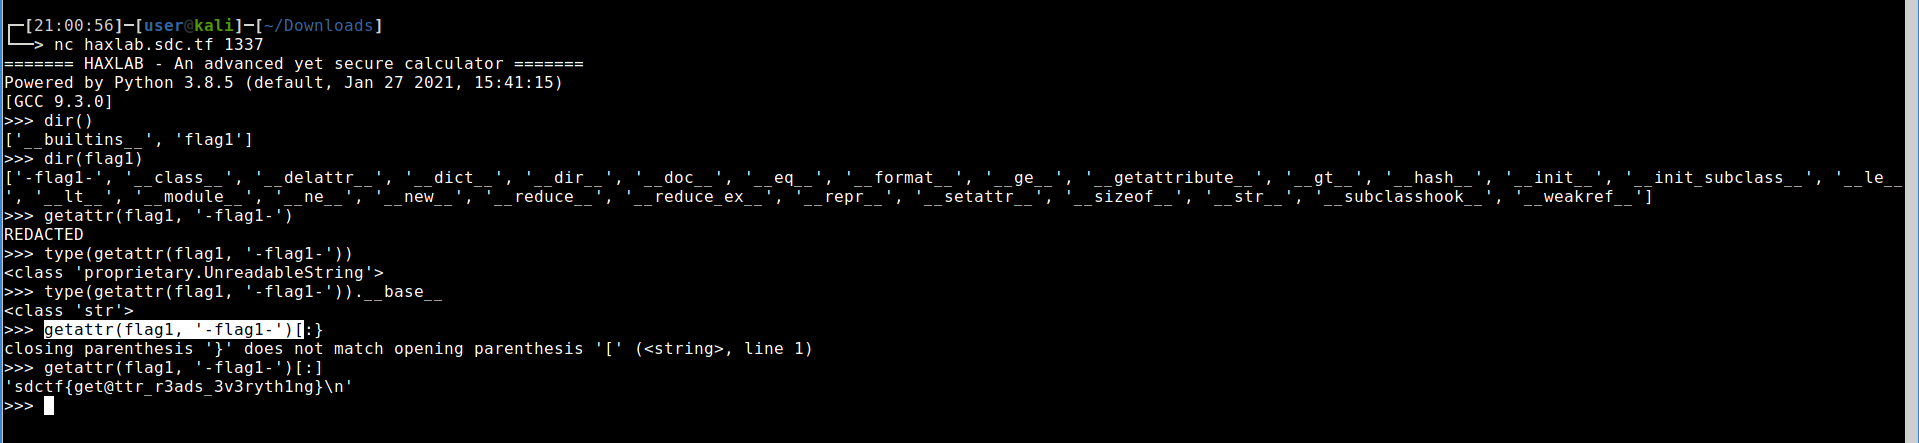 ┌─[21:00:56]─[user@kali]─[~/Downloads]
└──> nc haxlab.sdc.tf 1337
======= HAXLAB - An advanced yet secure calculator =======
Powered by Python 3.8.5 (default, Jan 27 2021, 15:41:15)
[GCC 9.3.0]
>>> dir()
['__builtins__', 'flag1']
>>> dir(flag1)
['-flag1-', '__class__', '__delattr__', '__dict__', '__dir__', '__doc__', '__eq__', '__format__', '__ge__', '__getattribute__', '__gt__', '__hash__', '__init__', '__init_subclass__', '__le__
', '__lt__', '__module__', '__ne__', '__new__', '__reduce__', '__reduce_ex__', '__repr__', '__setattr__', '__sizeof__', '__str__', '__subclasshook__', '__weakref__']
>>> getattr(flag1, '-flag1-')
REDACTED
>>> type(getattr(flag1, '-flag1-'))
<class 'proprietary.UnreadableString'>
>>> type(getattr(flag1, '-flag1-')).__base__
<class 'str'>
>>> getattr(flag1, '-flag1-')[:}
closing parenthesis '}' does not match opening parenthesis '[' (<string>, line 1)
>>> getattr(flag1, '-flag1-')[:]
'sdctf{get@ttr_r3ads_3v3ryth1ng}\n'
>>>